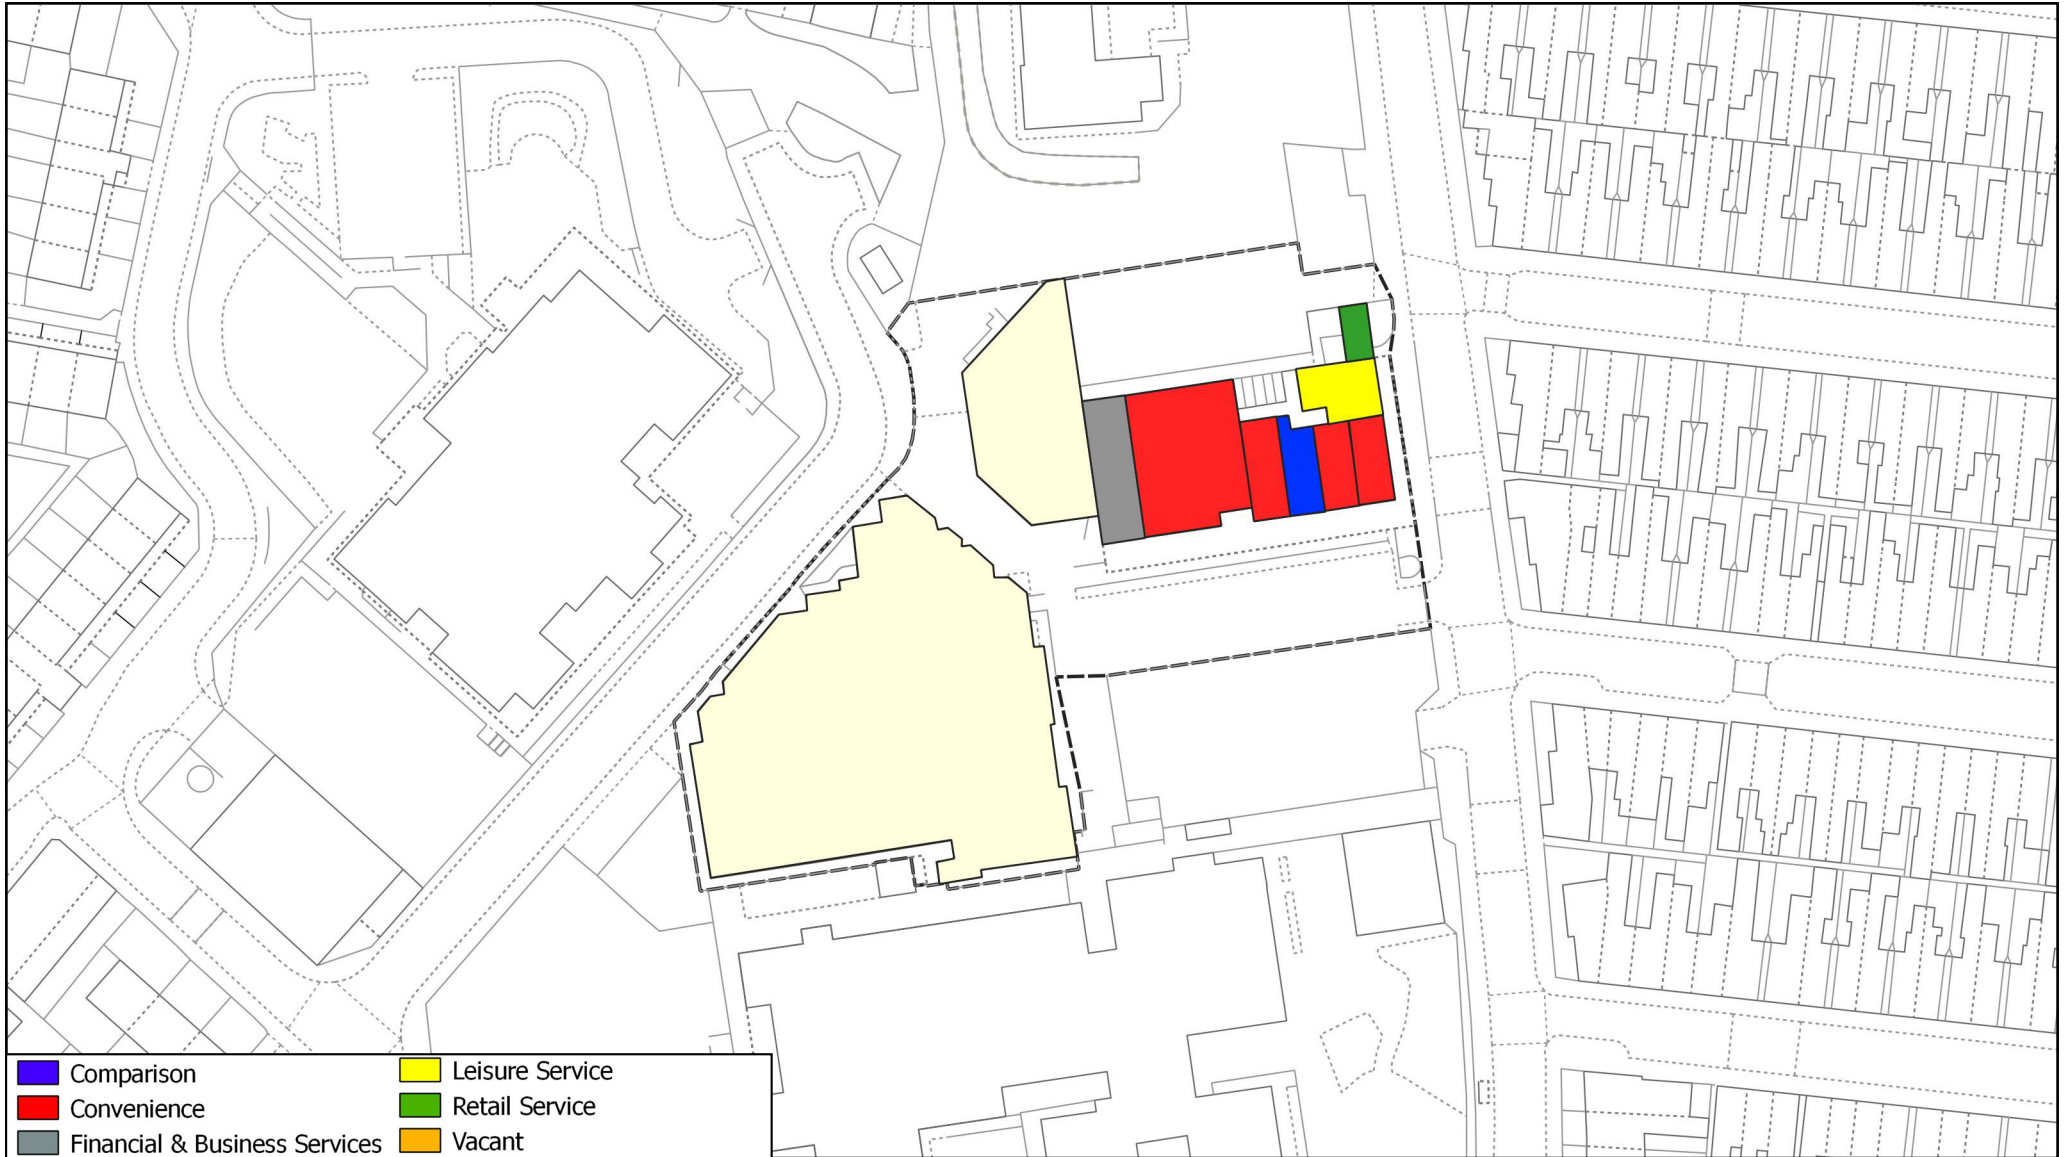 Comparison
Convenience
Financial & Business Services
Leisure Service
Retail Service
Vacant